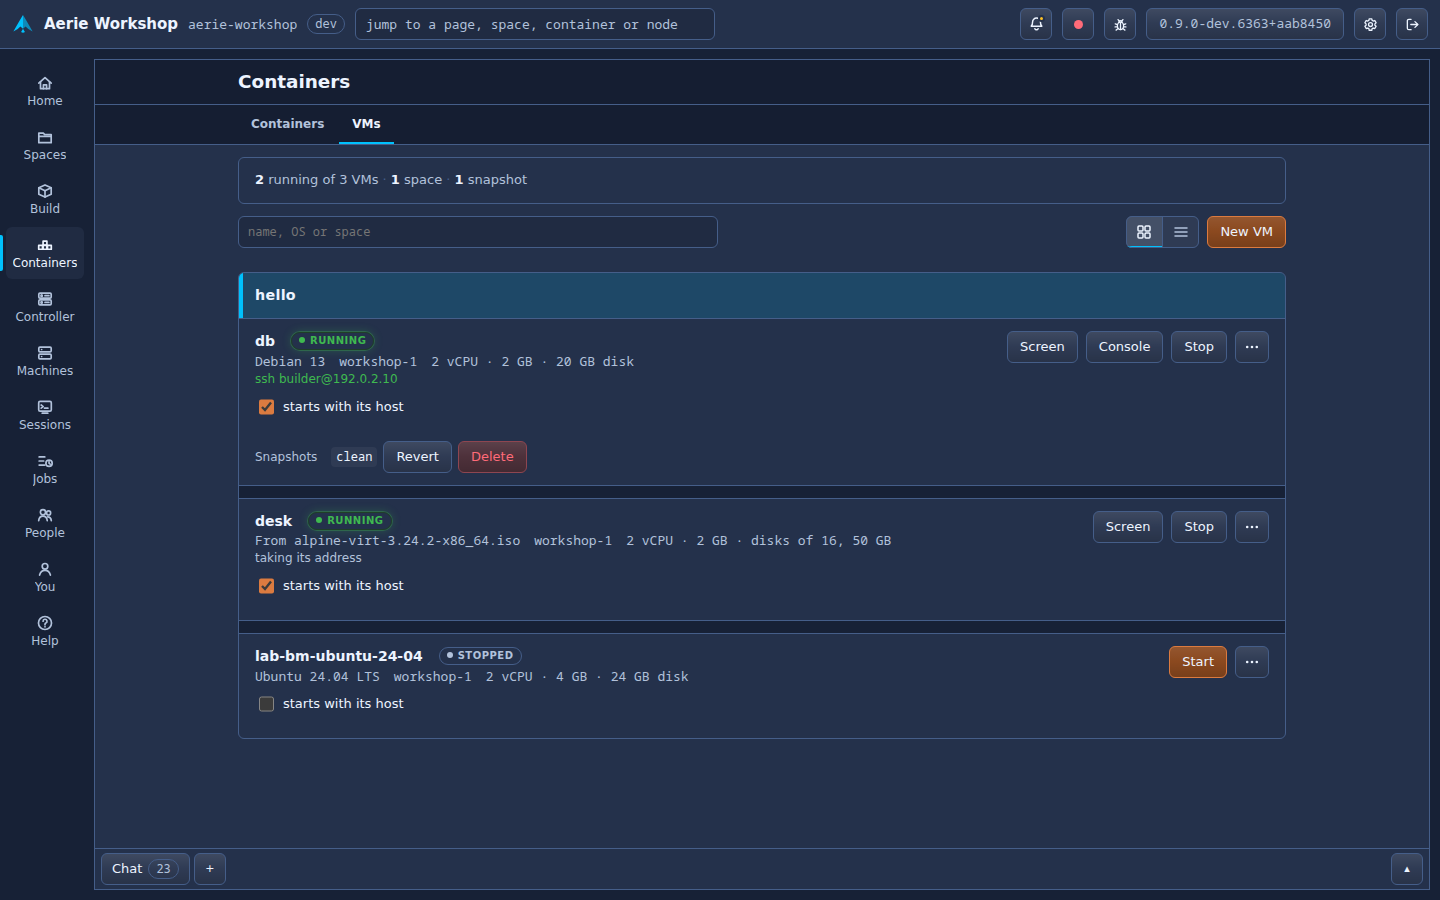 Aerie Workshop aerie-workshop dev jump to a page, space, container or node 0.9.0-dev.6363+aab8450
Home
Spaces
Build
Containers
Controller
Machines
Sessions
Jobs
People
You
Help
Containers
Containers VMs
2 running of 3 VMs · 1 space · 1 snapshot
name, OS or space New VM
hello
db RUNNING Screen Console Stop ...
Debian 13 workshop-1 2 vCPU · 2 GB · 20 GB disk
ssh builder@192.0.2.10
starts with its host
Snapshots clean Revert Delete
desk RUNNING Screen Stop ...
From alpine-virt-3.24.2-x86_64.iso workshop-1 2 vCPU · 2 GB · disks of 16, 50 GB
taking its address
starts with its host
lab-bm-ubuntu-24-04 STOPPED Start ...
Ubuntu 24.04 LTS workshop-1 2 vCPU · 4 GB · 24 GB disk
starts with its host
Chat 23 + ▲